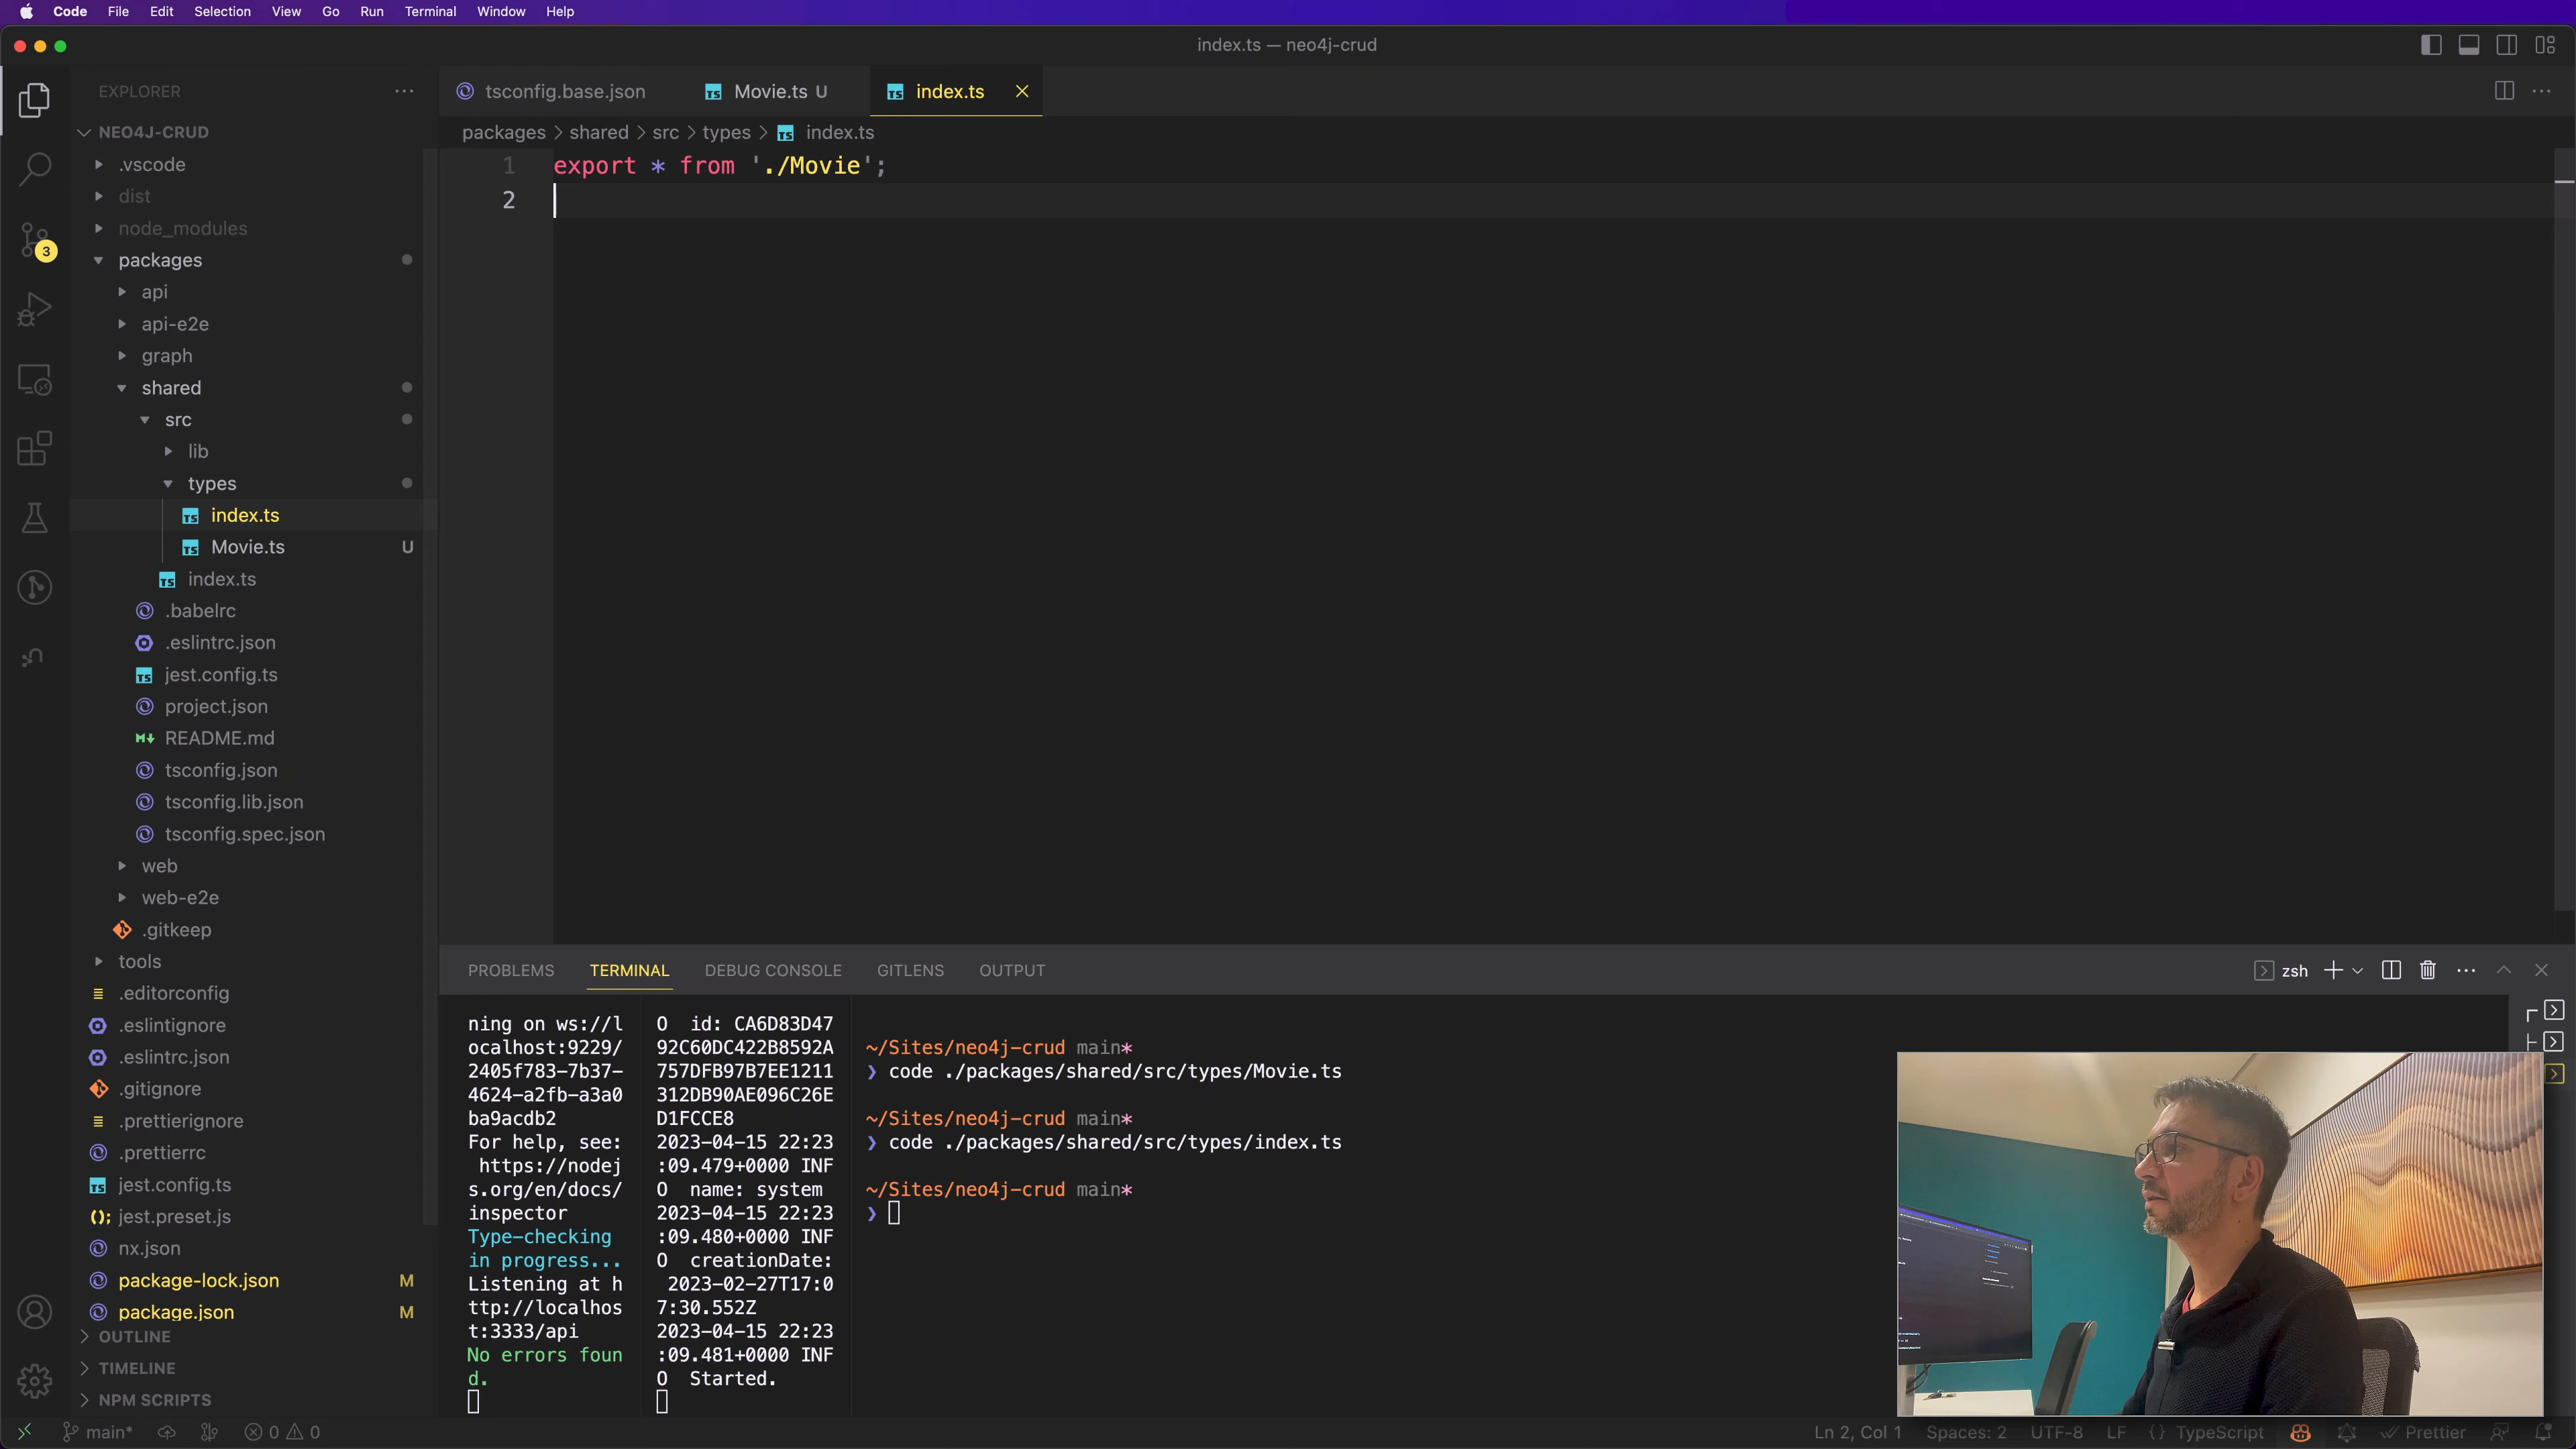 Code File Edit Selection View Go Run Terminal Window Help
index.ts — neo4j-crud
EXPLORER
NEO4J-CRUD
.vscode
dist
node_modules
packages
api
api-e2e
graph
shared
src
lib
types
index.ts
Movie.ts U
index.ts
.babelrc
.eslintrc.json
jest.config.ts
project.json
README.md
tsconfig.json
tsconfig.lib.json
tsconfig.spec.json
web
web-e2e
.gitkeep
tools
.editorconfig
.eslintignore
.eslintrc.json
.gitignore
.prettierignore
.prettierrc
jest.config.ts
jest.preset.js
nx.json
package-lock.json M
package.json M
OUTLINE
TIMELINE
NPM SCRIPTS
3
tsconfig.base.json Movie.ts U index.ts
packages > shared > src > types > index.ts
1 export * from './Movie';
2
PROBLEMS TERMINAL DEBUG CONSOLE GITLENS OUTPUT
zsh
ning on ws://l
ocalhost:9229/
2405f783-7b37-
4624-a2fb-a3a0
ba9acdb2
For help, see:
https://nodej
s.org/en/docs/
inspector
Type-checking
in progress...
Listening at h
ttp://localhos
t:3333/api
No errors foun
d.
O id: CA6D83D47
92C60DC422B8592A
757DFB97B7EE1211
312DB90AE096C26E
D1FCCE8
2023-04-15 22:23
:09.479+0000 INF
O name: system
2023-04-15 22:23
:09.480+0000 INF
O creationDate:
2023-02-27T17:0
7:30.552Z
2023-04-15 22:23
:09.481+0000 INF
O Started.
~/Sites/neo4j-crud main*
❯ code ./packages/shared/src/types/Movie.ts
~/Sites/neo4j-crud main*
❯ code ./packages/shared/src/types/index.ts
~/Sites/neo4j-crud main*
❯
main* 0 0
Ln 2, Col 1 Spaces: 2 UTF-8 LF {} TypeScript Prettier